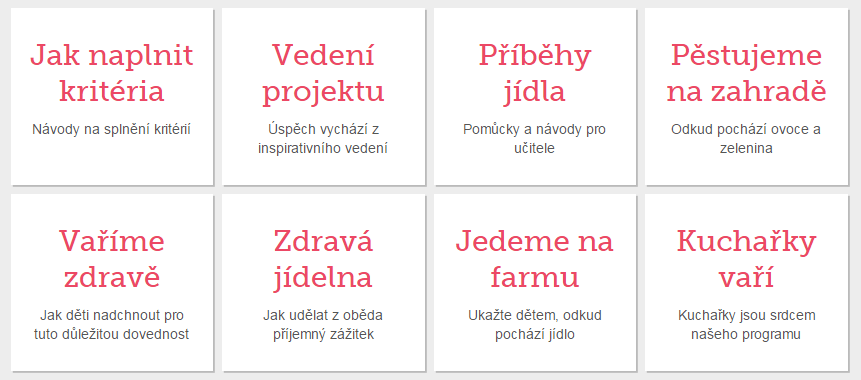 Jak naplnit
kritéria
Návody na splnění kritérií
Vedení
projektu
Úspěch vychází z
inspirativního vedení
Příběhy
jídla
Pomůcky a návody pro
učitele
Pěstujeme
na zahradě
Odkud pochází ovoce a
zelenina
Vaříme
zdravě
Jak děti nadchnout pro
tuto důležitou dovednost
Zdravá
jídelna
Jak udělat z oběda
příjemný zážitek
Jedeme na
farmu
Ukažte dětem, odkud
pochází jídlo
Kuchařky
vaří
Kuchařky jsou srdcem
našeho programu